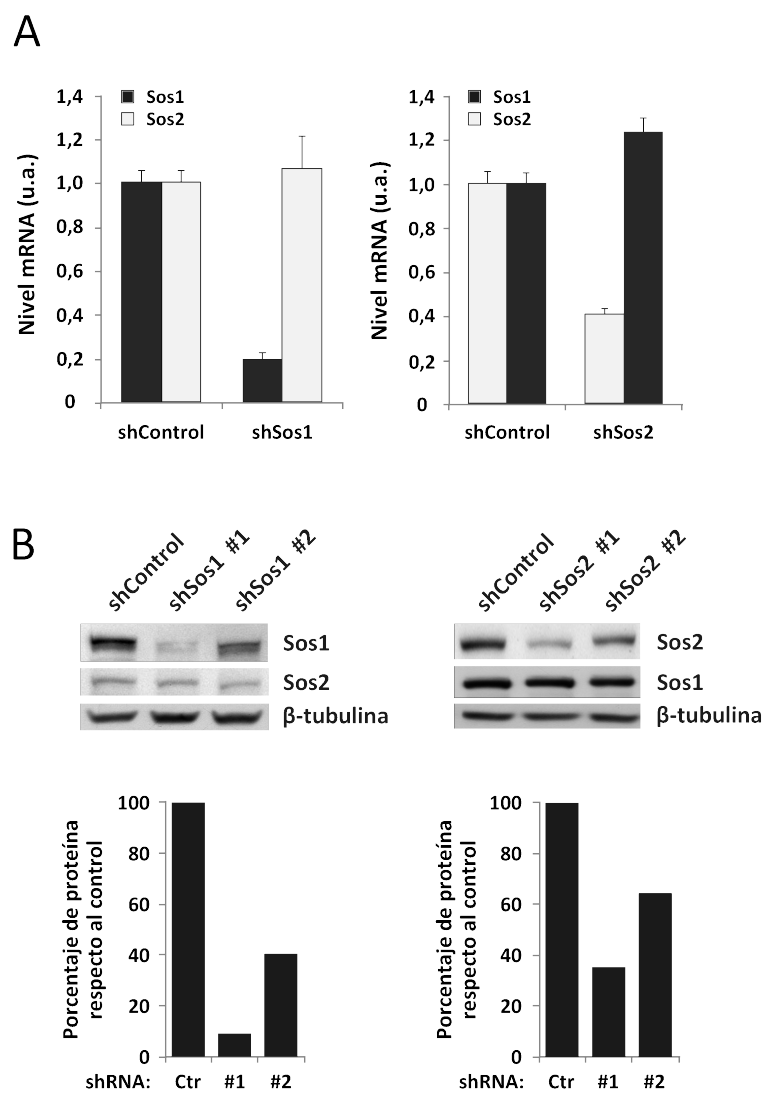 A
Sos1
Sos2
Nivel mRNA (u.a.)
1,4
1,2
1,0
0,8
0,6
0,4
0,2
0
shControl
shSos1
Sos1
Sos2
Nivel mRNA (u.a.)
1,4
1,2
1,0
0,8
0,6
0,4
0,2
0
shControl
shSos2
B
shControl
shSos1 #1
shSos1 #2
Sos1
Sos2
β-tubulina
shControl
shSos2 #1
shSos2 #2
Sos2
Sos1
β-tubulina
Porcentaje de proteína
respecto al control
100
80
60
40
20
0
shRNA: Ctr #1 #2
Porcentaje de proteína
respecto al control
100
80
60
40
20
0
shRNA: Ctr #1 #2